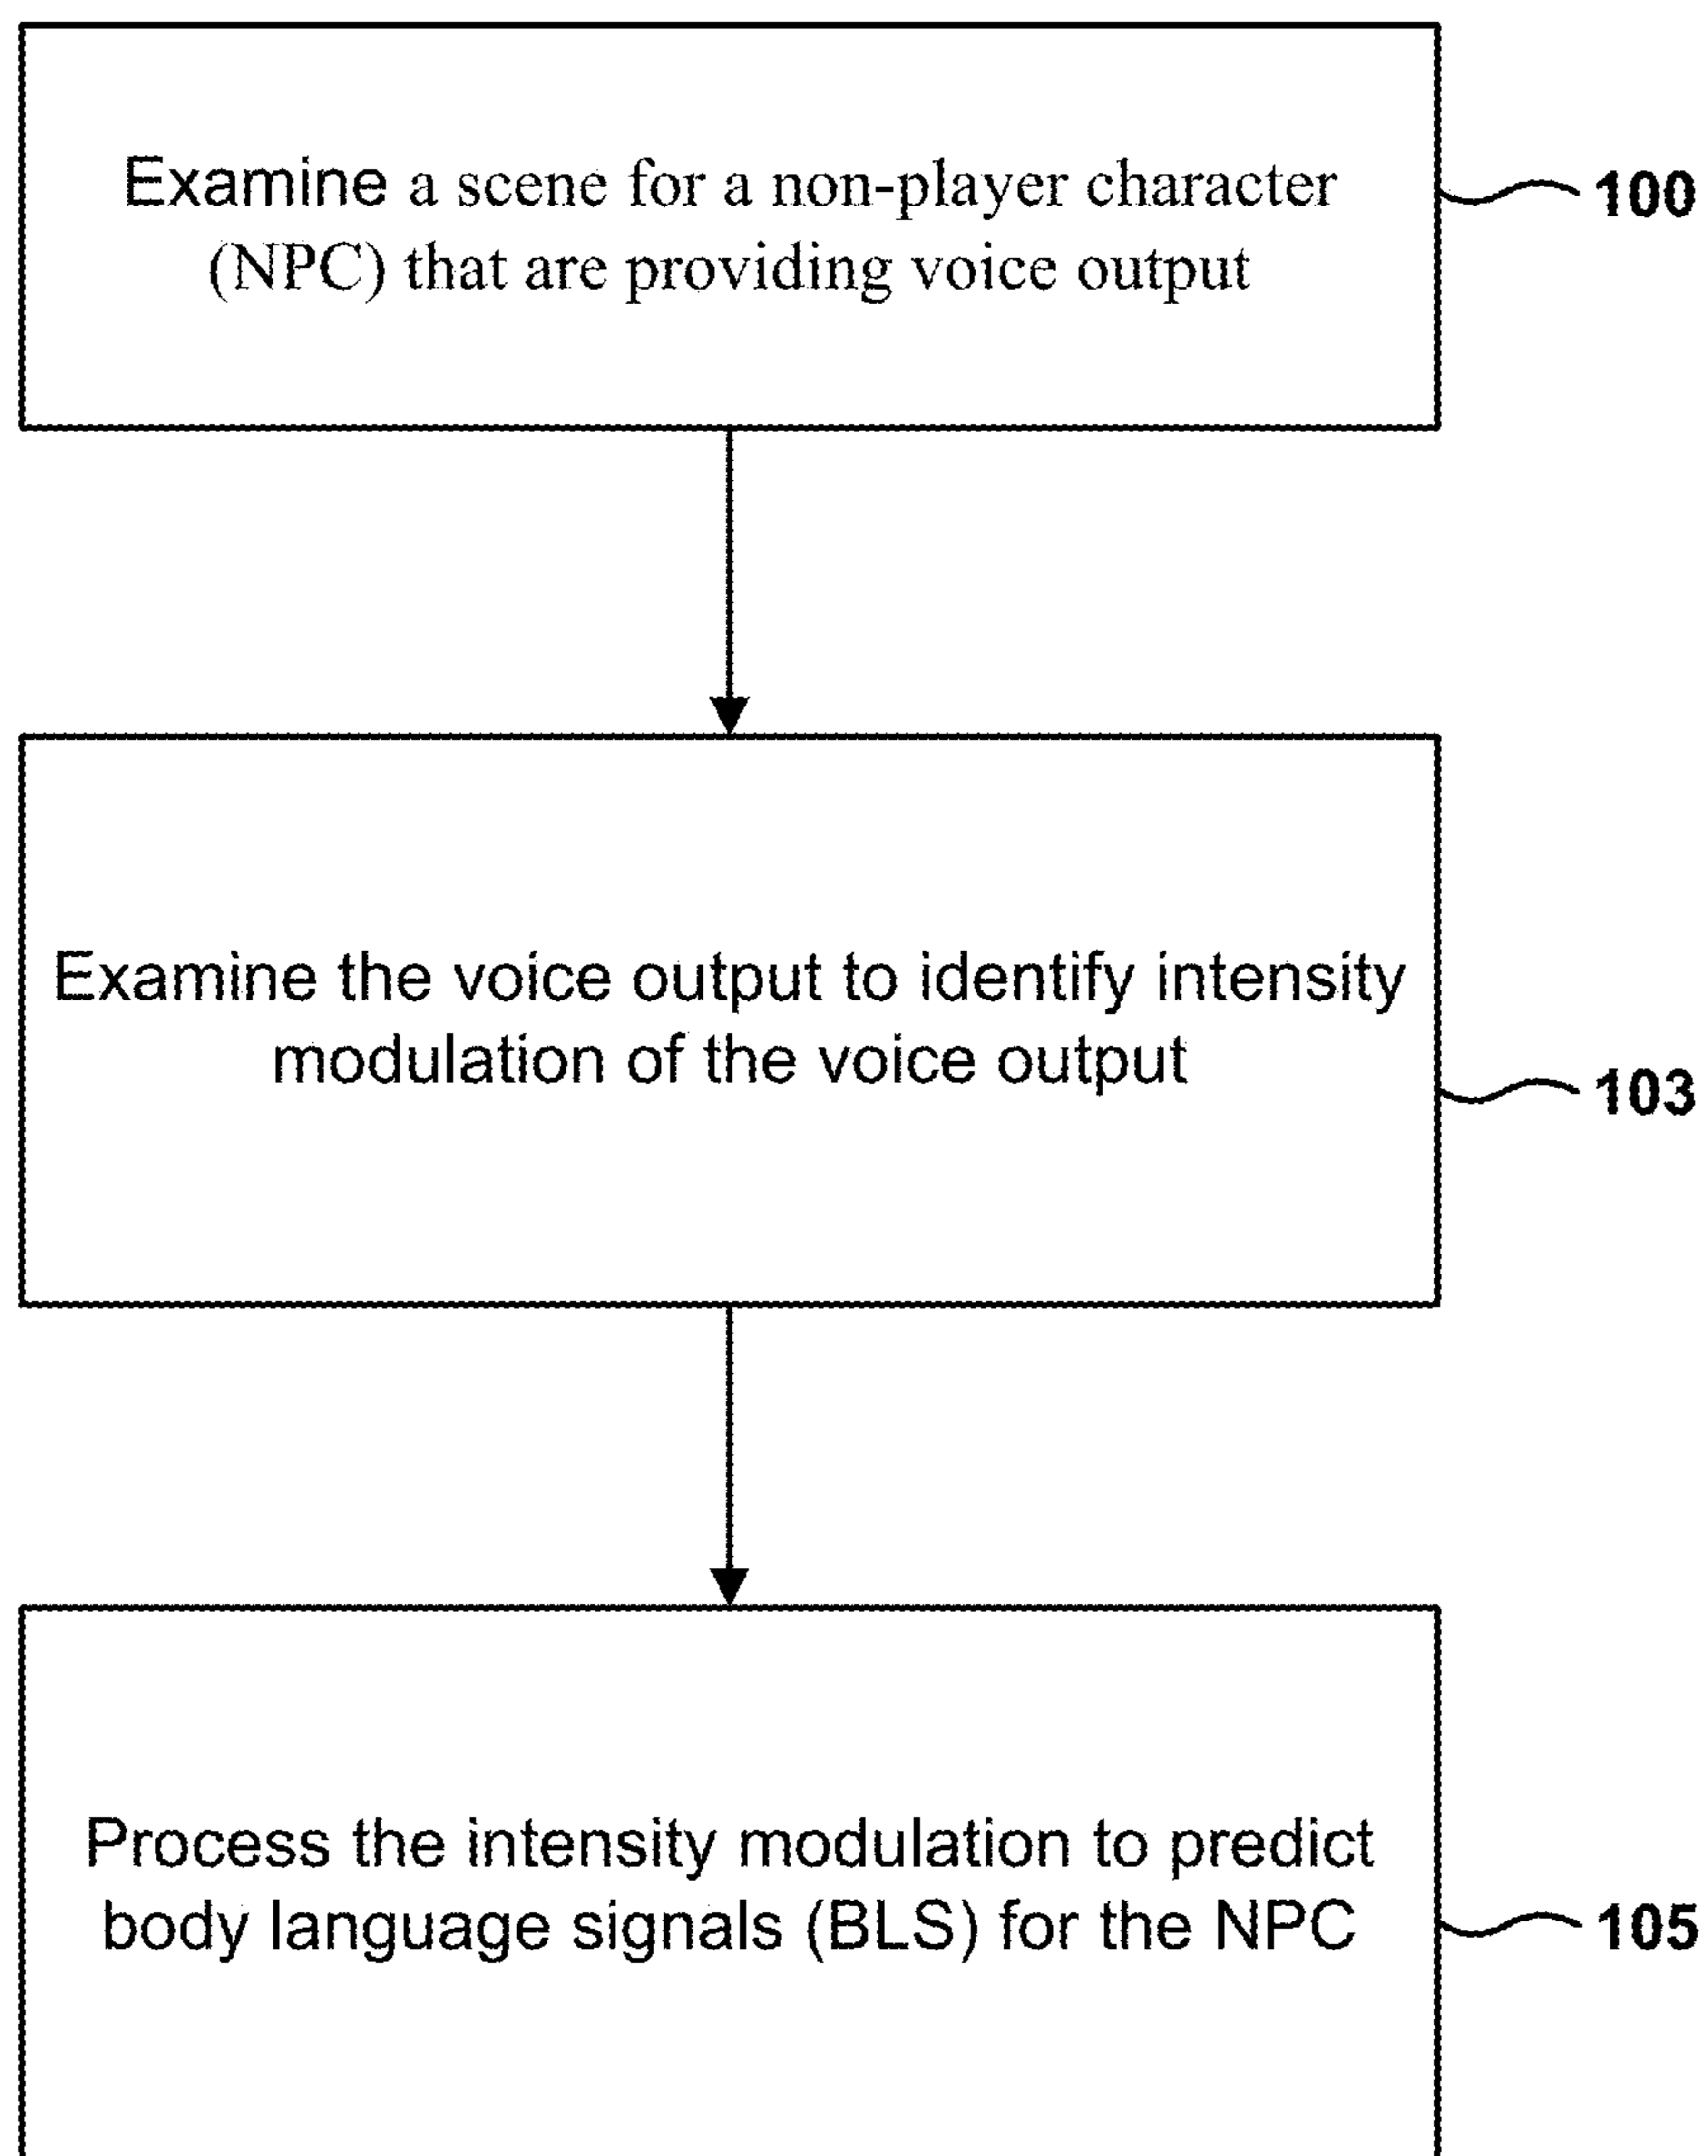 Examine a scene for a non-player character
(NPC) that are providing voice output
100
Examine the voice output to identify intensity
modulation of the voice output
103
Process the intensity modulation to predict
body language signals (BLS) for the NPC
105